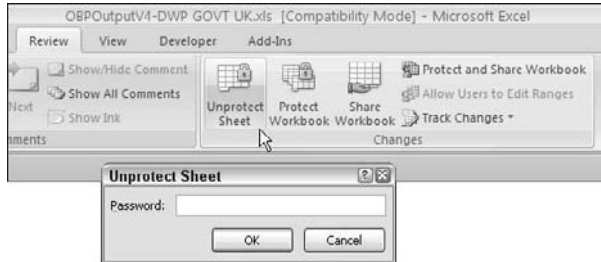 OBPOutputV4-DWP GOVT UK.xls [Compatibility Mode] - Microsoft Excel
Review View Developer Add-Ins
Show/Hide Comment
Show All Comments
Show Ink
Next
Unprotect Sheet
Protect Workbook
Share Workbook
Protect and Share Workbook
Allow Users to Edit Ranges
Track Changes
mments
Changes
Unprotect Sheet
Password:
OK Cancel